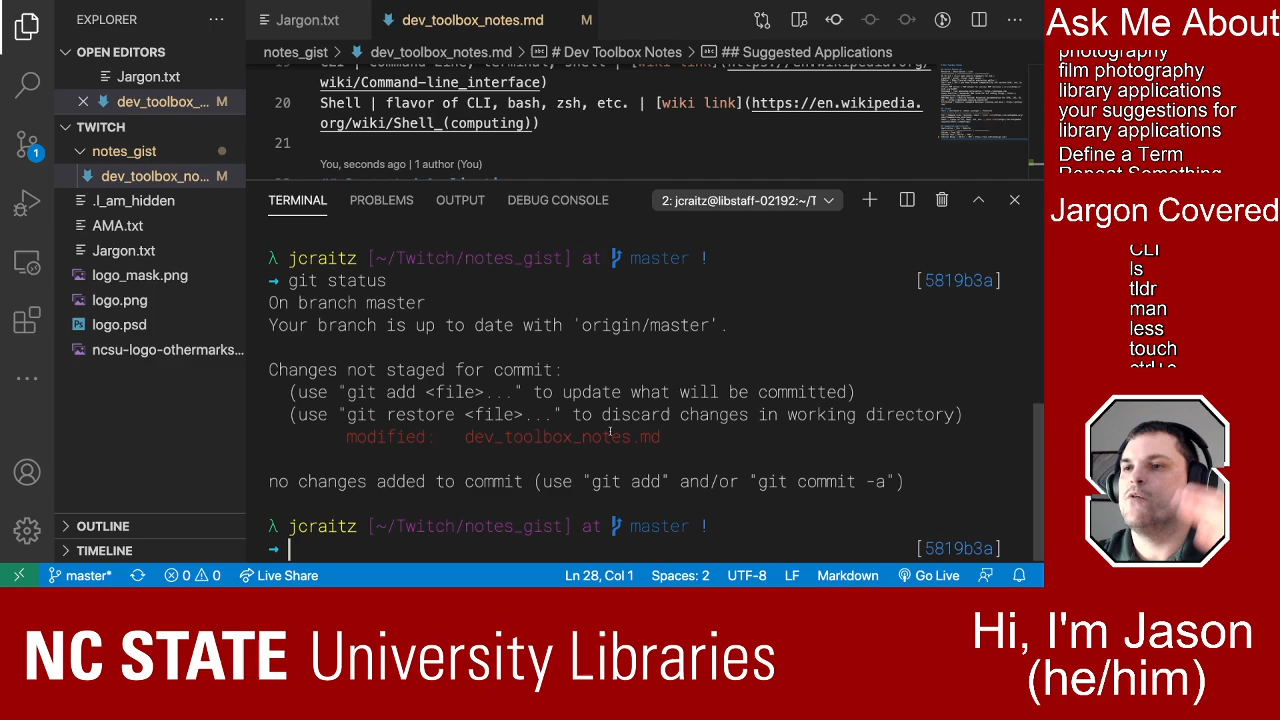 EXPLORER
OPEN EDITORS
Jargon.txt
dev_toolbox_... M
TWITCH
notes_gist
dev_toolbox_no... M
.I_am_hidden
AMA.txt
Jargon.txt
logo_mask.png
logo.png
logo.psd
ncsu-logo-othermarks...
OUTLINE
TIMELINE
1
Jargon.txt
dev_toolbox_notes.md M
notes_gist > dev_toolbox_notes.md > # Dev Toolbox Notes > ## Suggested Applications
wiki/Command-line_interface)
20 Shell | flavor of CLI, bash, zsh, etc. | [wiki link](https://en.wikipedia.
org/wiki/Shell_(computing))
21
You, seconds ago | 1 author (You)
TERMINAL PROBLEMS OUTPUT DEBUG CONSOLE 2: jcraitz@libstaff-02192:~/T
λ jcraitz [~/Twitch/notes_gist] at master !
→ git status [5819b3a]
On branch master
Your branch is up to date with 'origin/master'.
Changes not staged for commit:
(use "git add <file>..." to update what will be committed)
(use "git restore <file>..." to discard changes in working directory)
modified: dev_toolbox_notes.md
no changes added to commit (use "git add" and/or "git commit -a")
λ jcraitz [~/Twitch/notes_gist] at master !
→ [5819b3a]
master* 0 0 Live Share Ln 28, Col 1 Spaces: 2 UTF-8 LF Markdown Go Live
Ask Me About
photography
film photography
library applications
your suggestions for
library applications
Define a Term
Repeat Something
Jargon Covered
CLI
ls
tldr
man
less
touch
NC STATE University Libraries
Hi, I'm Jason
(he/him)